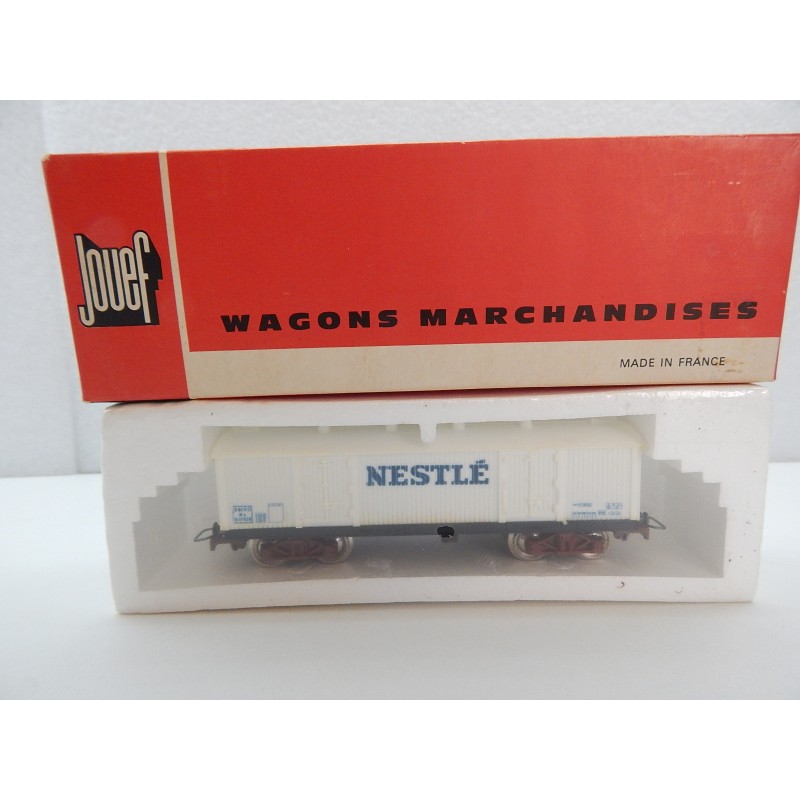 Jouef
WAGONS MARCHANDISES
MADE IN FRANCE
NESTLÉ